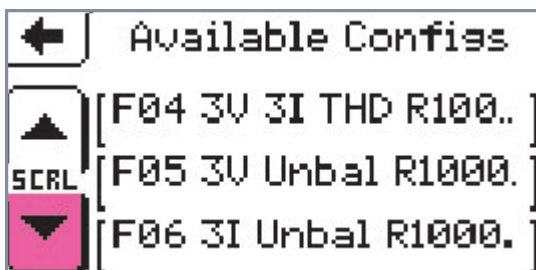 Available Configs
[F04 3V 3I THD R100.. ]
[F05 3V Unbal R1000. ]
SCRL
[F06 3I Unbal R1000. ]